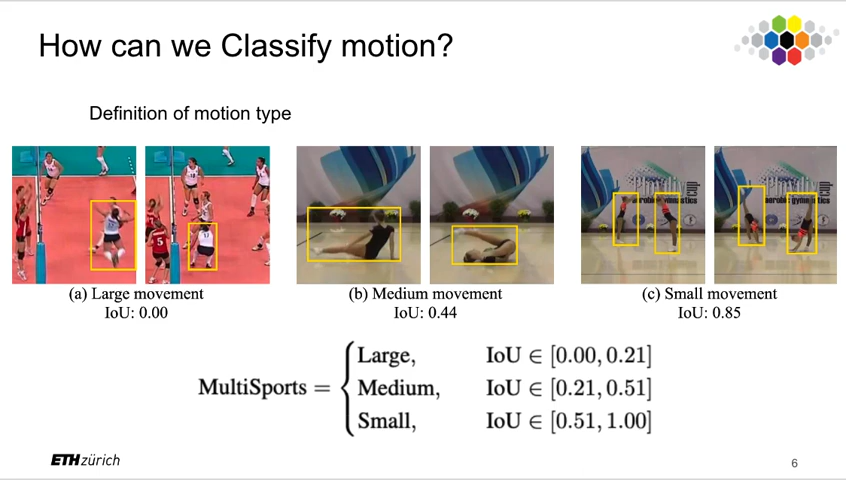 How can we Classify motion?
Definition of motion type
(a) Large movement
IoU: 0.00
(b) Medium movement
IoU: 0.44
(c) Small movement
IoU: 0.85
MultiSports =
Large, IoU ∈ [0.00, 0.21]
Medium, IoU ∈ [0.21, 0.51]
Small, IoU ∈ [0.51, 1.00]
ETH zürich
6